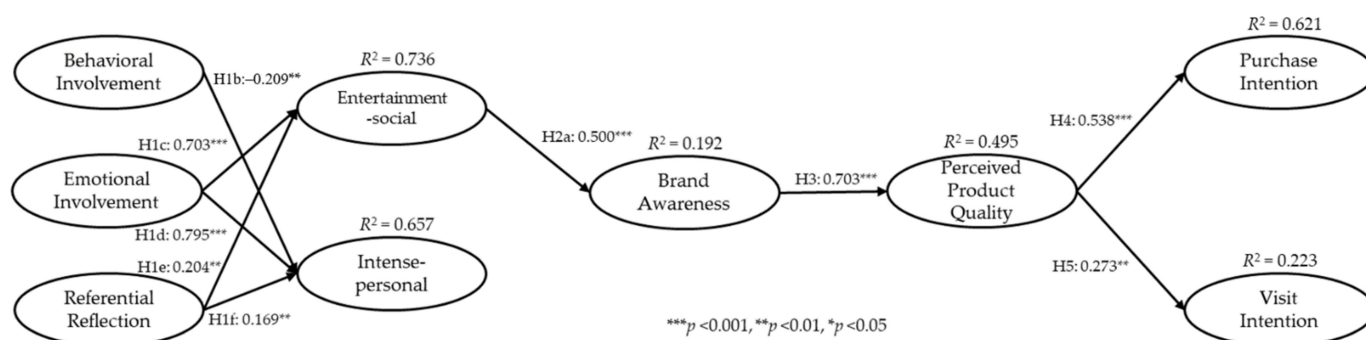 Behavioral
Involvement
H1b:–0.209**
R² = 0.736
Entertainment
-social
H1c: 0.703***
Emotional
Involvement
H1d: 0.795***
H1e: 0.204**
Referential
Reflection
H1f: 0.169**
R² = 0.657
Intense-
personal
H2a: 0.500***
R² = 0.192
Brand
Awareness
H3: 0.703***
R² = 0.495
Perceived
Product
Quality
H4: 0.538***
R² = 0.621
Purchase
Intention
H5: 0.273**
R² = 0.223
Visit
Intention
***p <0.001, **p <0.01, *p <0.05